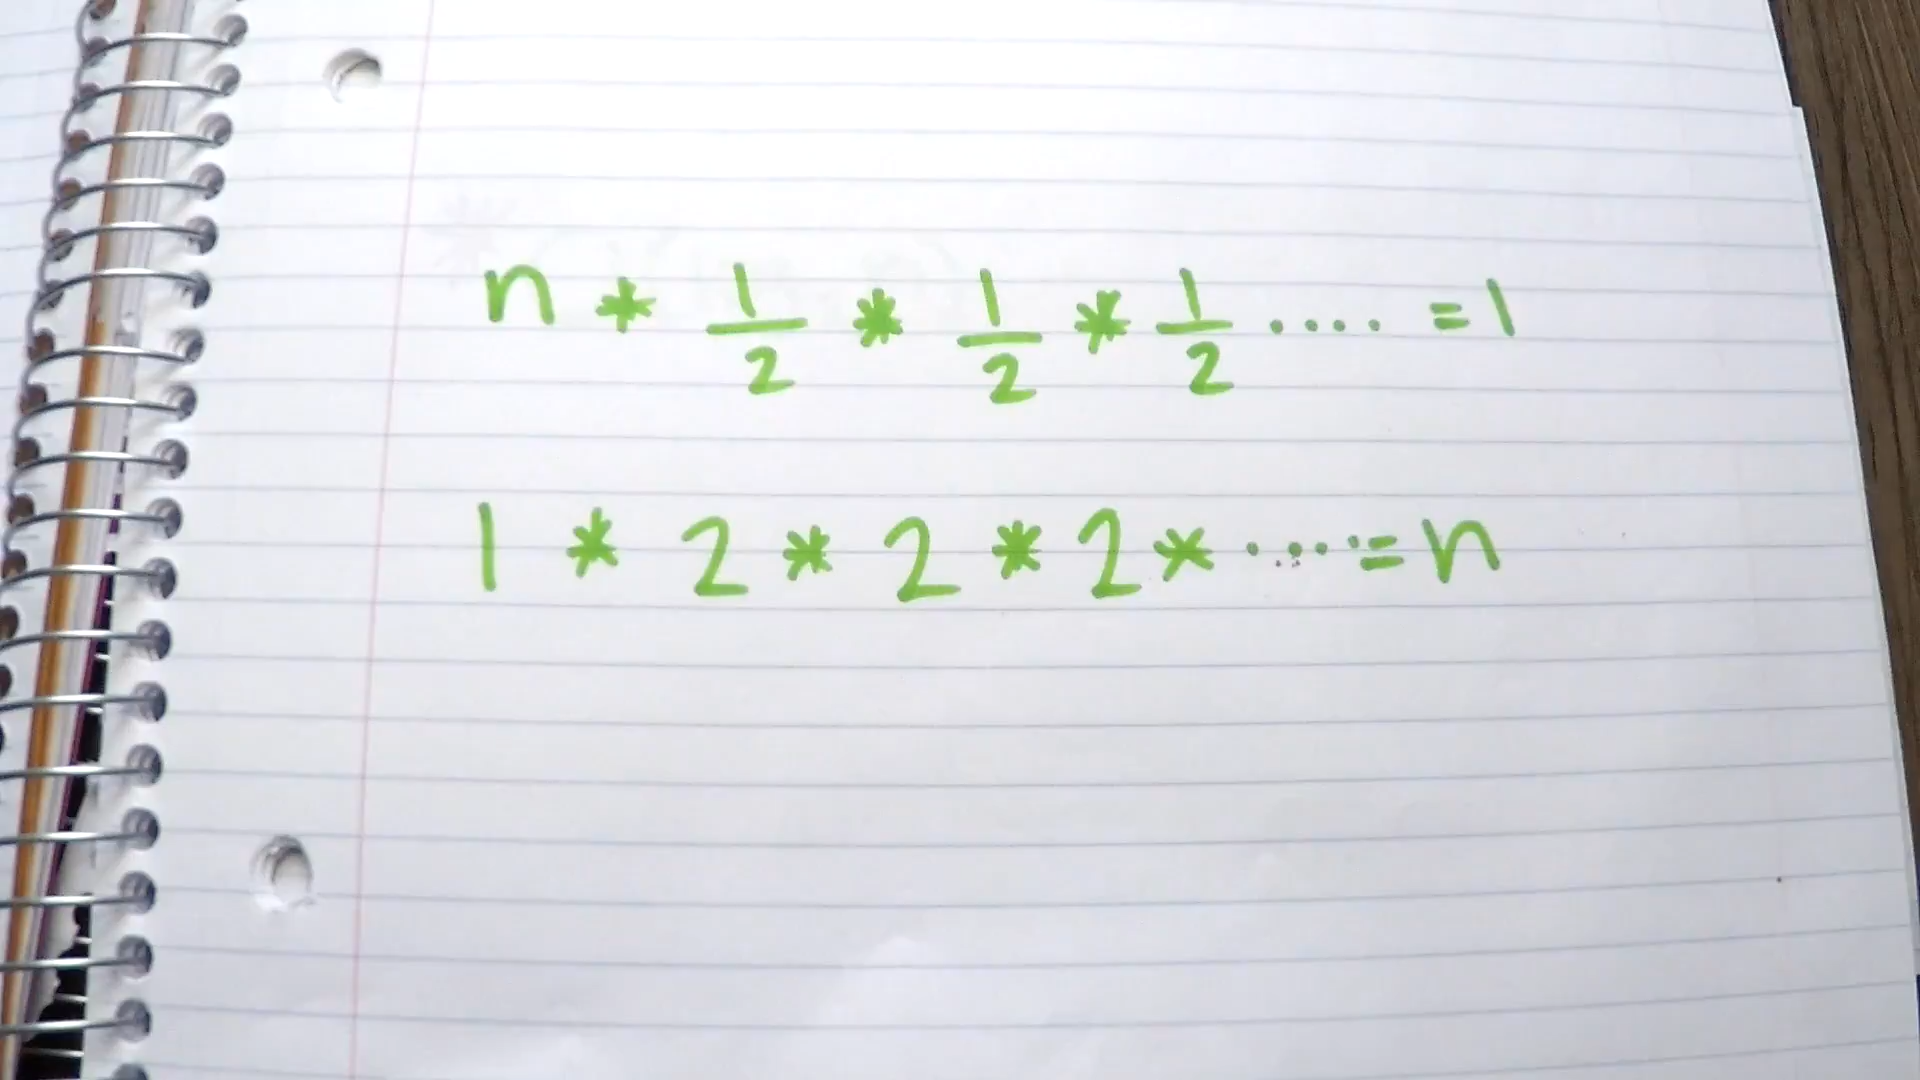 n * 1/2 * 1/2 * 1/2 .... = 1
1 * 2 * 2 * 2 * .... = n